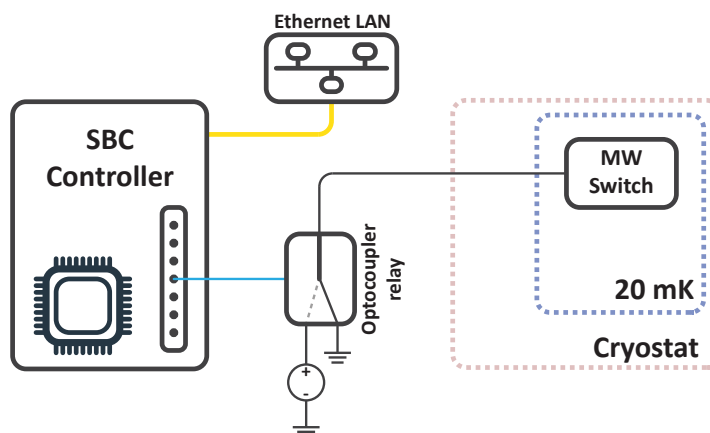 Ethernet LAN
SBC
Controller
MW
Switch
Optocoupler
relay
20 mK
Cryostat
+
-